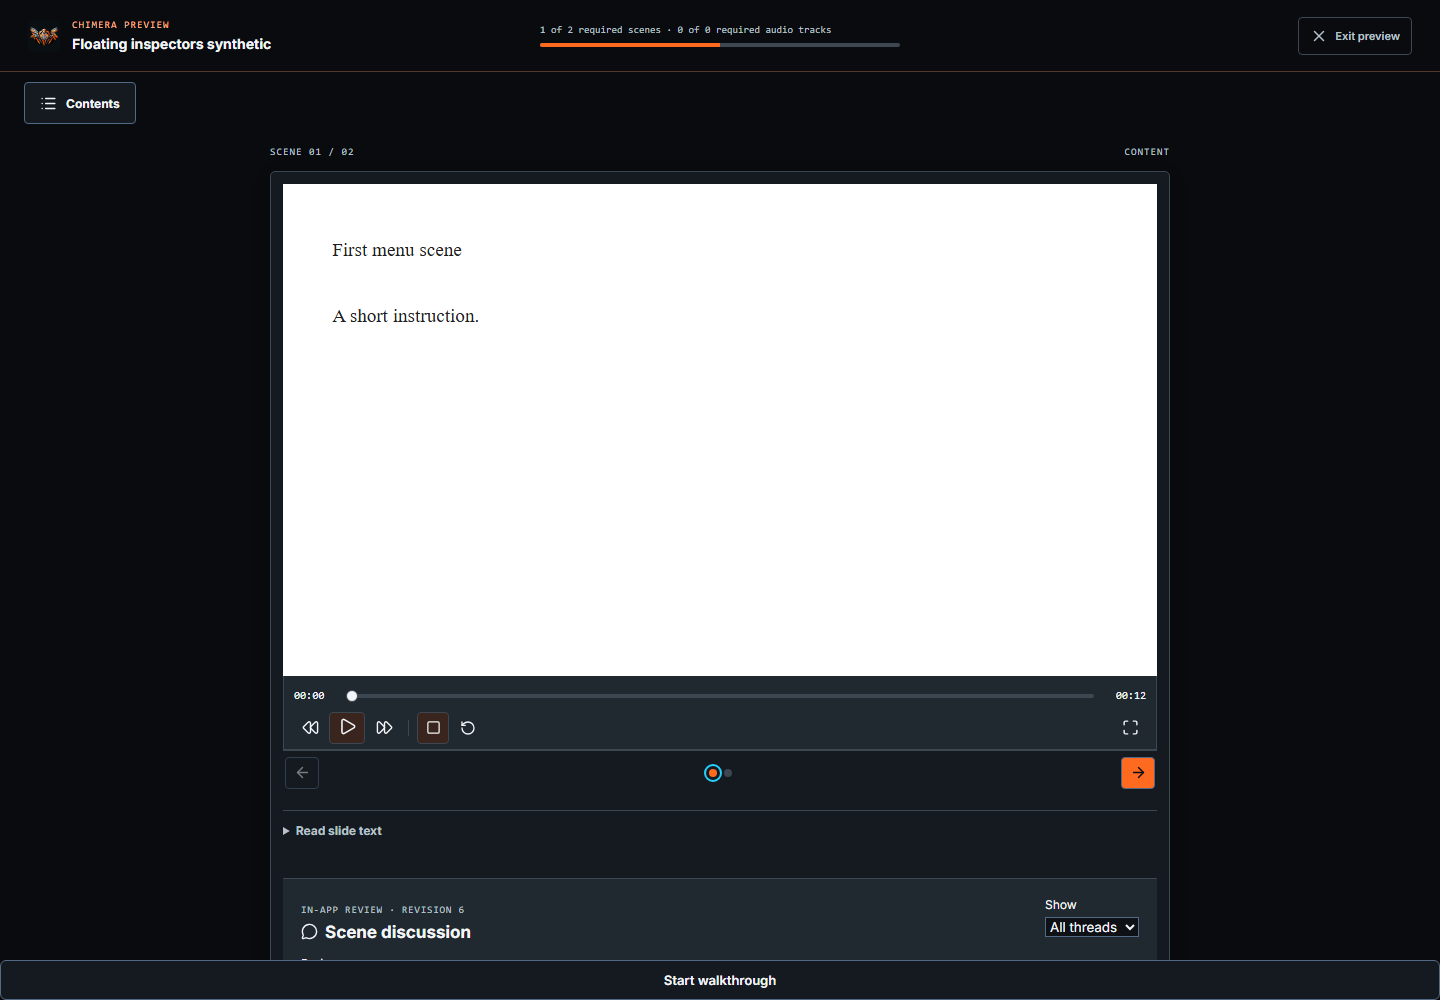 CHIMERA PREVIEW
Floating inspectors synthetic
1 of 2 required scenes · 0 of 0 required audio tracks
Exit preview
Contents
SCENE 01 / 02
CONTENT
First menu scene
A short instruction.
00:00
00:12
Read slide text
IN-APP REVIEW · REVISION 6
Scene discussion
Show
All threads
Start walkthrough